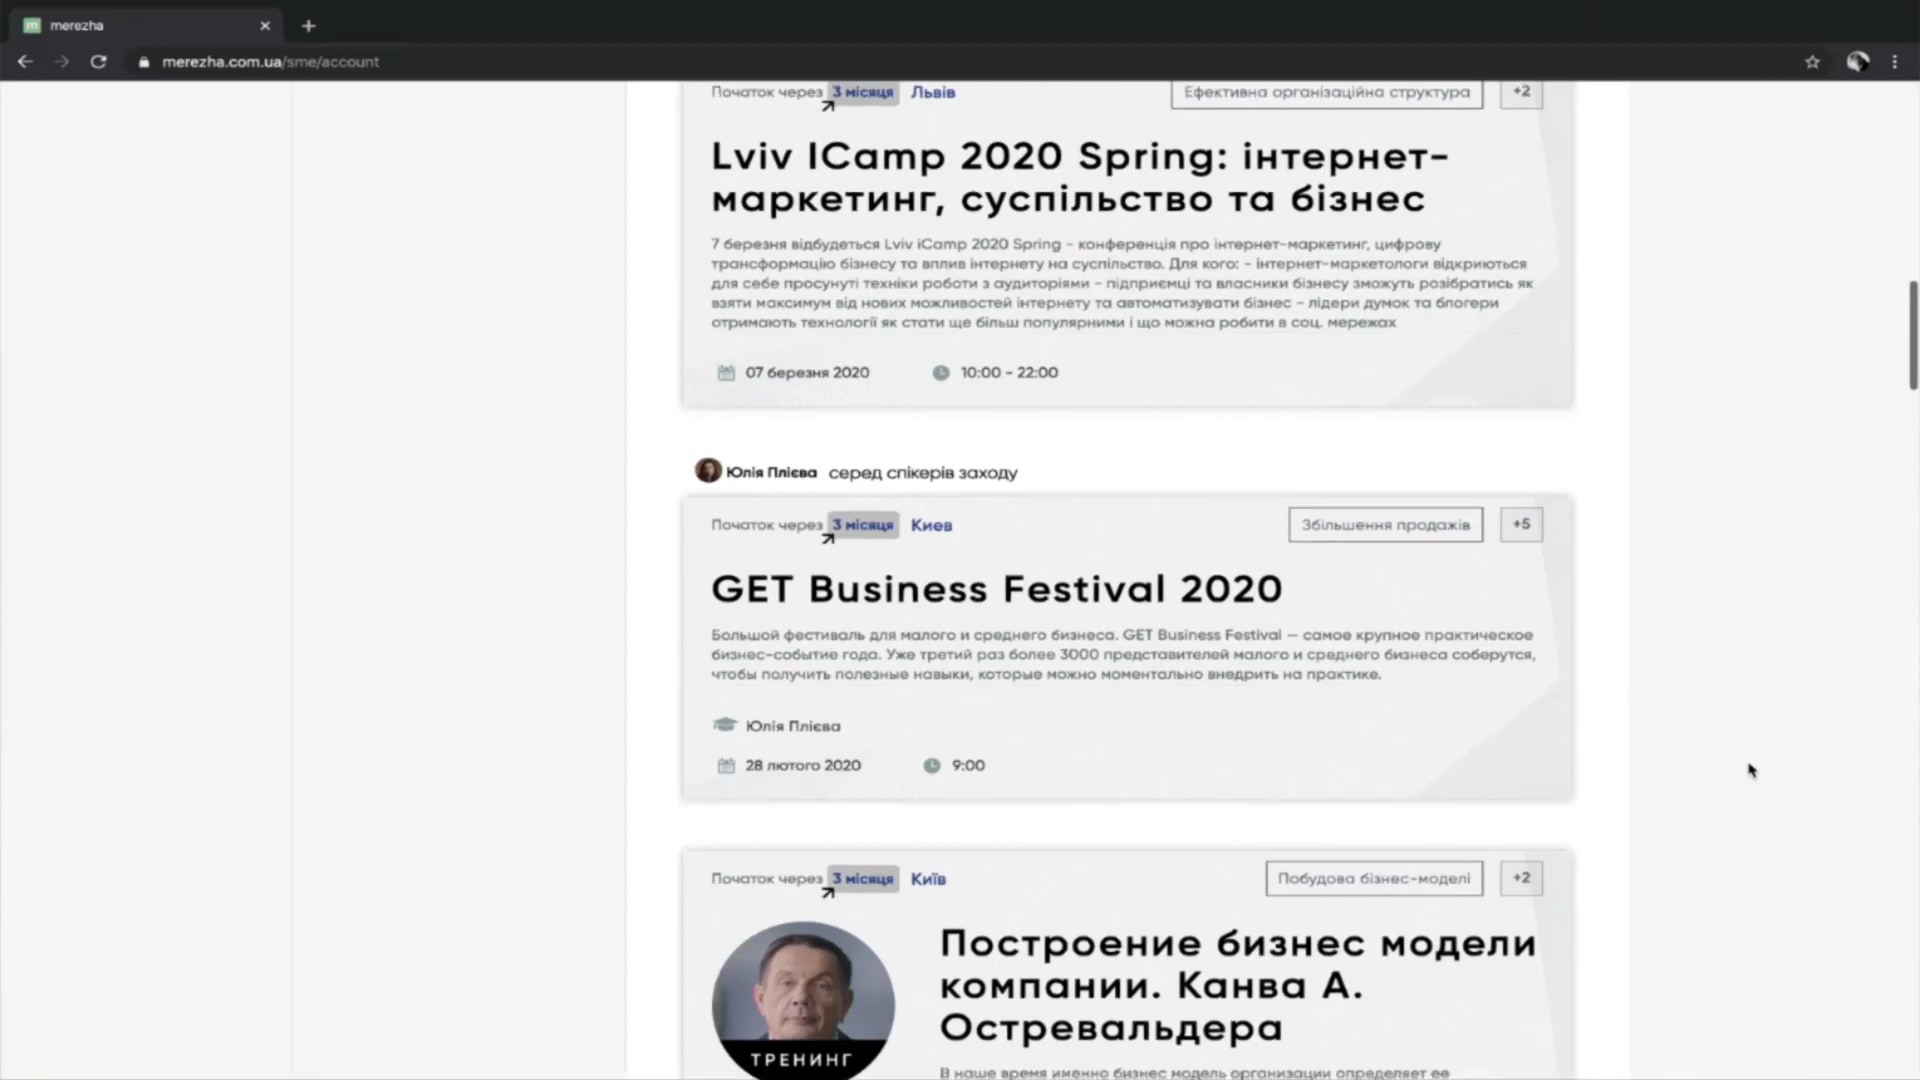 merezha
merezha.com.ua/sme/account
Початок через 3 місяця Львів
Ефективна організаційна структура +2
Lviv ICamp 2020 Spring: інтернет-
маркетинг, суспільство та бізнес
7 березня відбудеться Lviv iCamp 2020 Spring - конференція про інтернет-маркетинг, цифрову
трансформацію бізнесу та вплив інтернету на суспільство. Для кого: - інтернет-маркетологи відкриються
для себе просунуті техніки роботи з аудиторіями - підприємці та власники бізнесу зможуть розібратись як
взяти максимум від нових можливостей інтернету та автоматизувати бізнес - лідери думок та блогери
отримають технології як стати ще більш популярними і що можна робити в соц. мережах
07 березня 2020 10:00 - 22:00
Юлія Плієва серед спікерів заходу
Початок через 3 місяця Киев
Збільшення продажів +5
GET Business Festival 2020
Большой фестиваль для малого и среднего бизнеса. GET Business Festival — самое крупное практическое
бизнес-событие года. Уже третий раз более 3000 представителей малого и среднего бизнеса соберутся,
чтобы получить полезные навыки, которые можно моментально внедрить на практике.
Юлія Плієва
28 лютого 2020 9:00
Початок через 3 місяця Київ
Побудова бізнес-моделі +2
Построение бизнес модели
компании. Канва А.
Остревальдера
ТРЕНИНГ
В наше время именно бизнес модель организации определяет ее